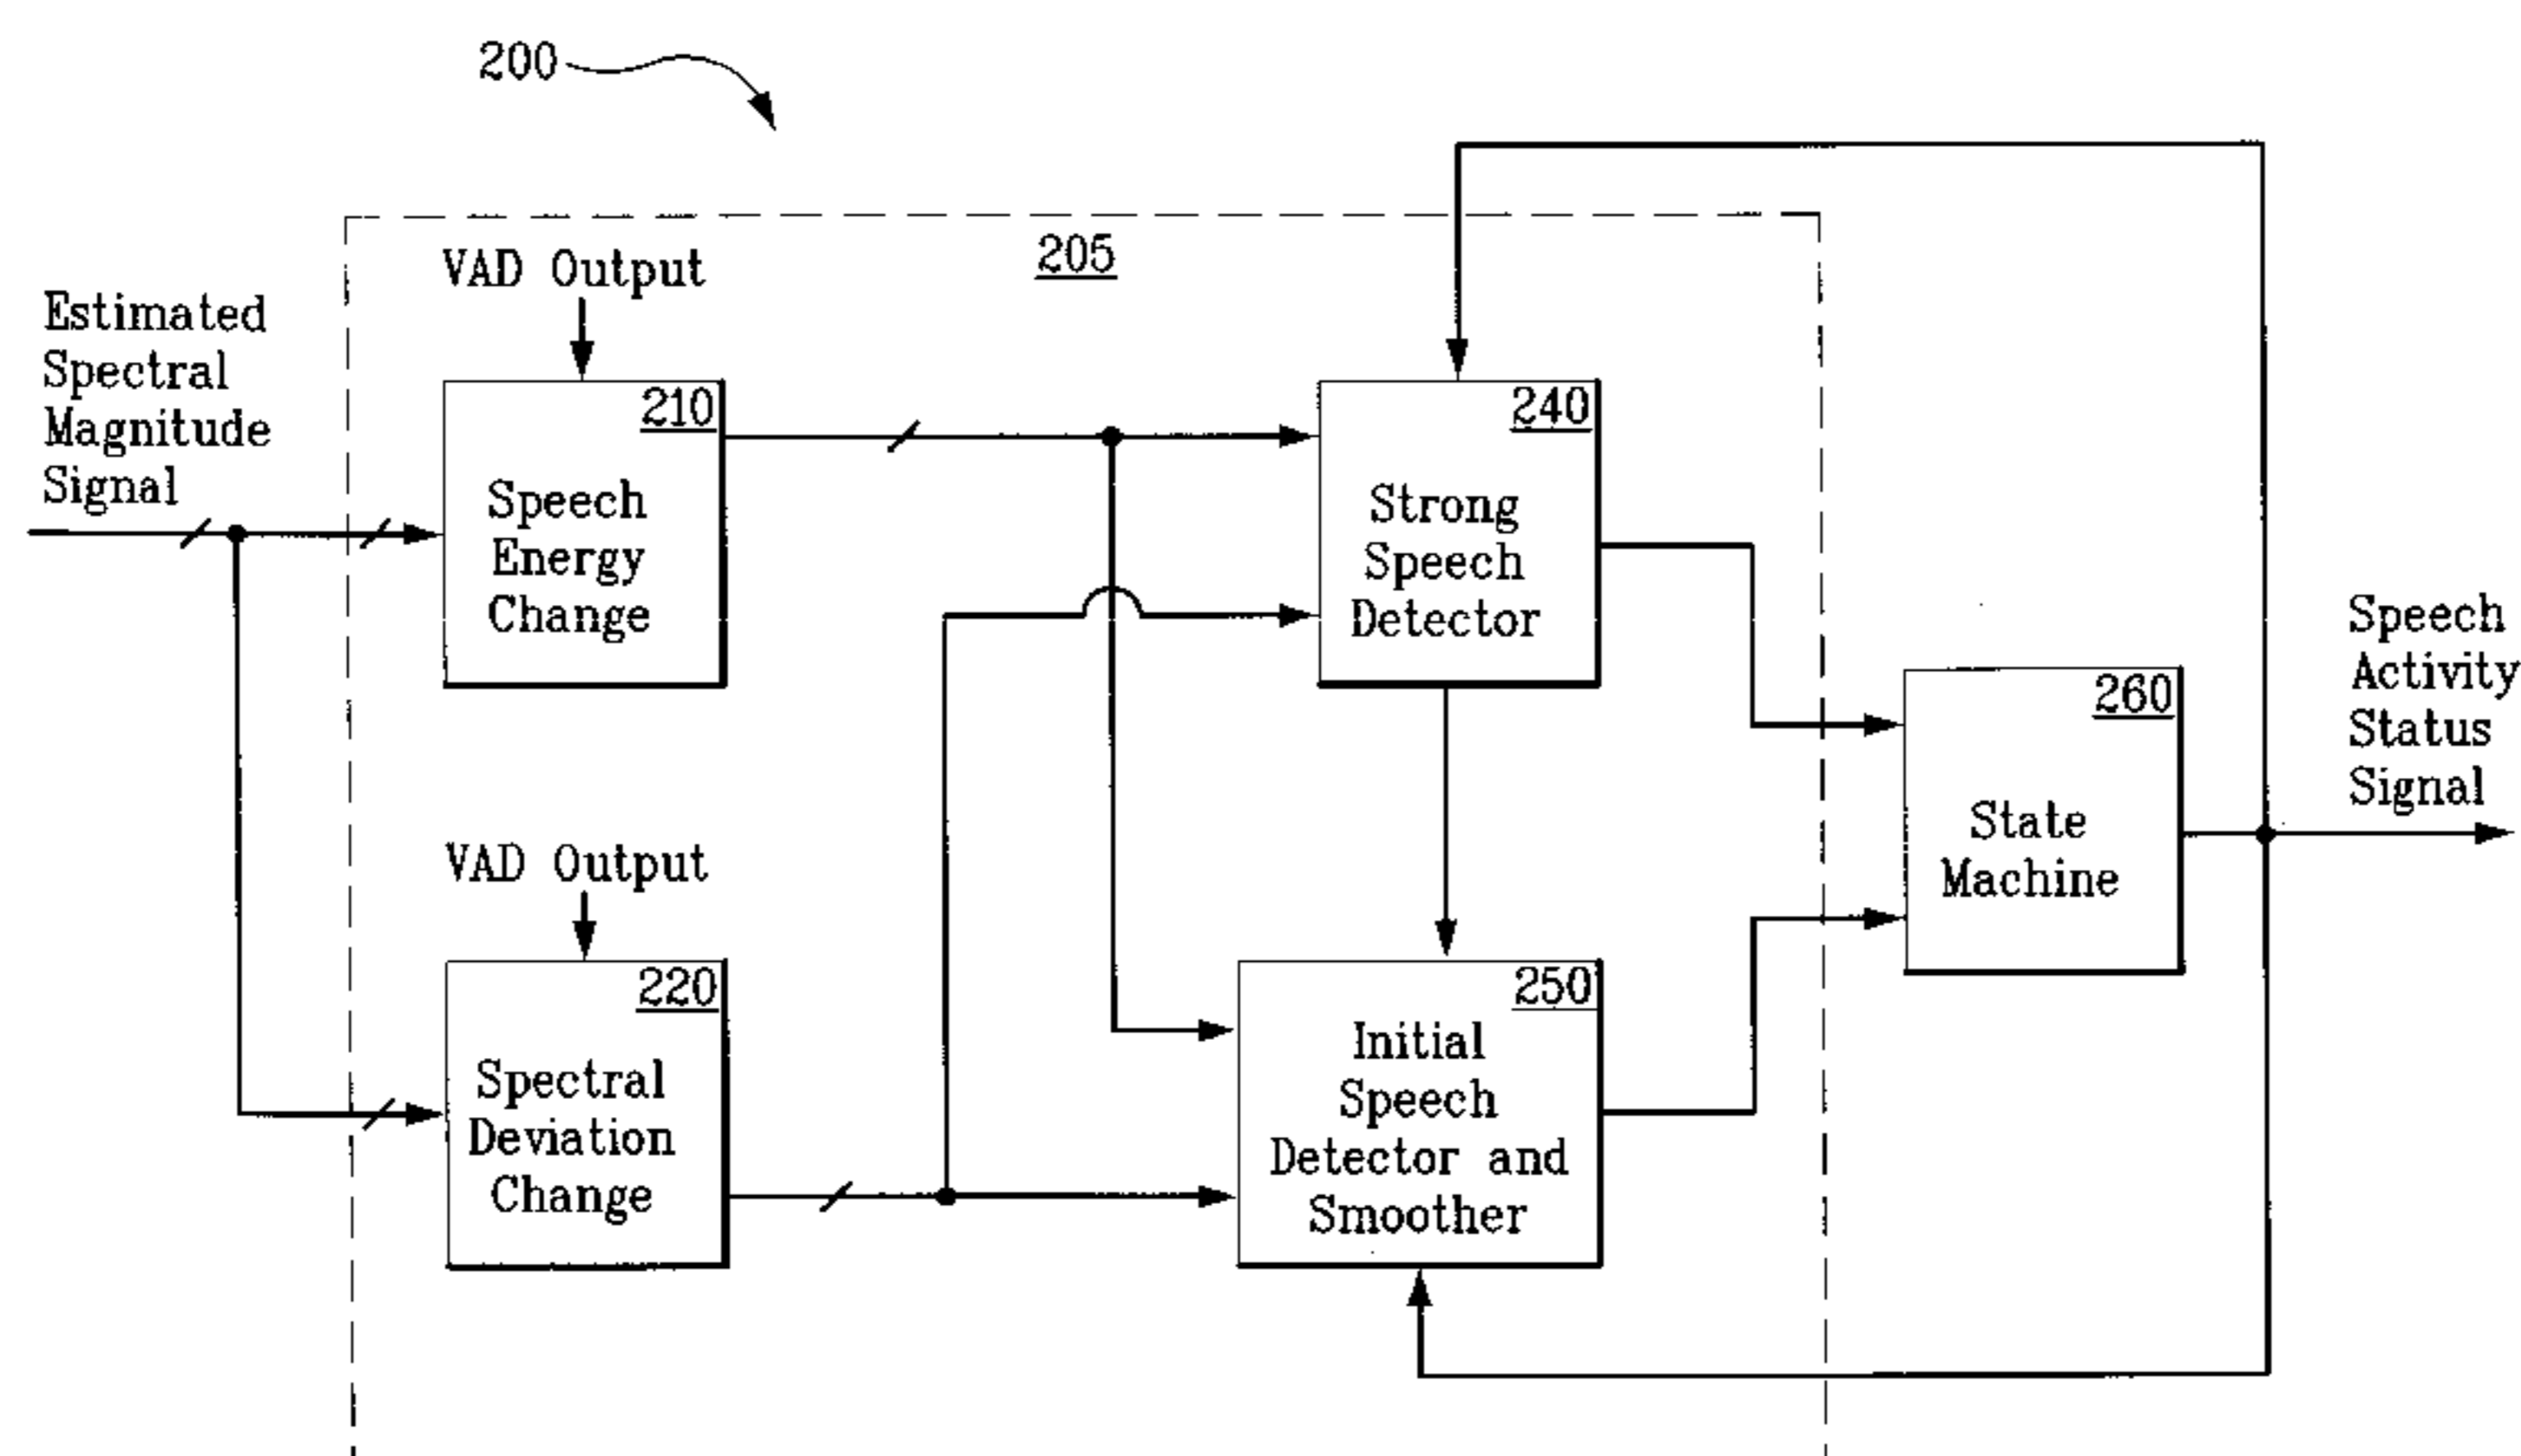 200
205
VAD Output
Estimated
Spectral
Magnitude
Signal
210
Speech
Energy
Change
240
Strong
Speech
Detector
Speech
Activity
Status
Signal
260
State
Machine
VAD Output
220
Spectral
Deviation
Change
250
Initial
Speech
Detector and
Smoother